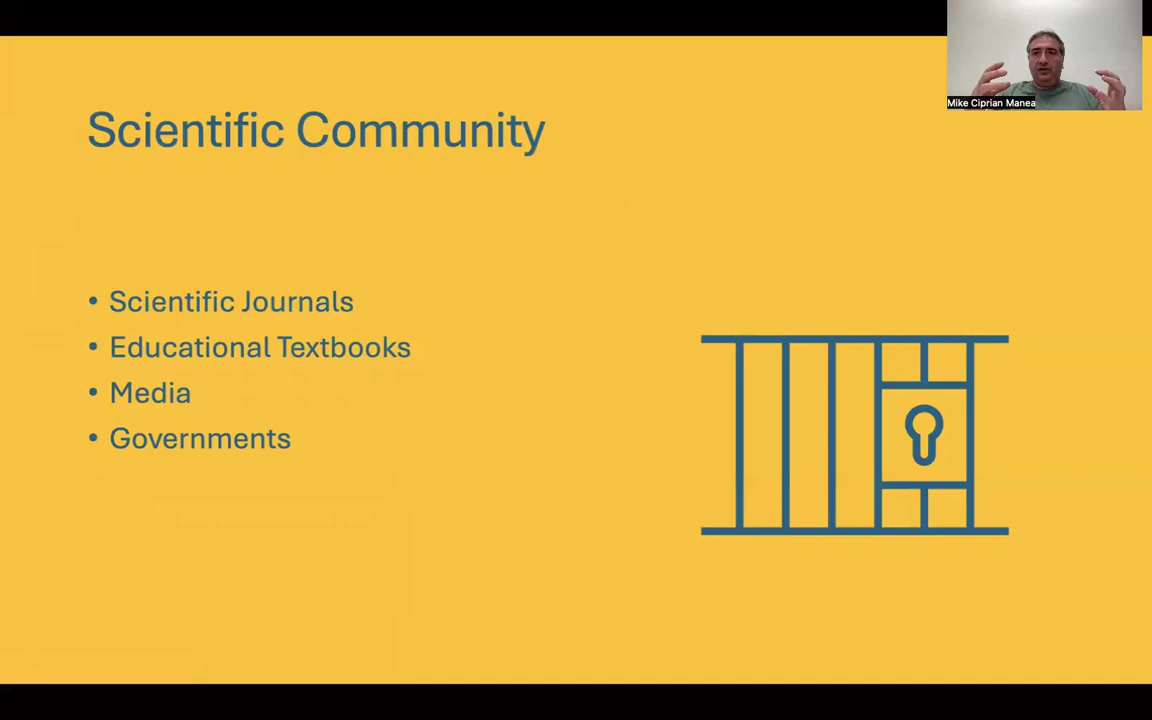 Mike Ciprian Manea
Scientific Community
• Scientific Journals
• Educational Textbooks
• Media
• Governments